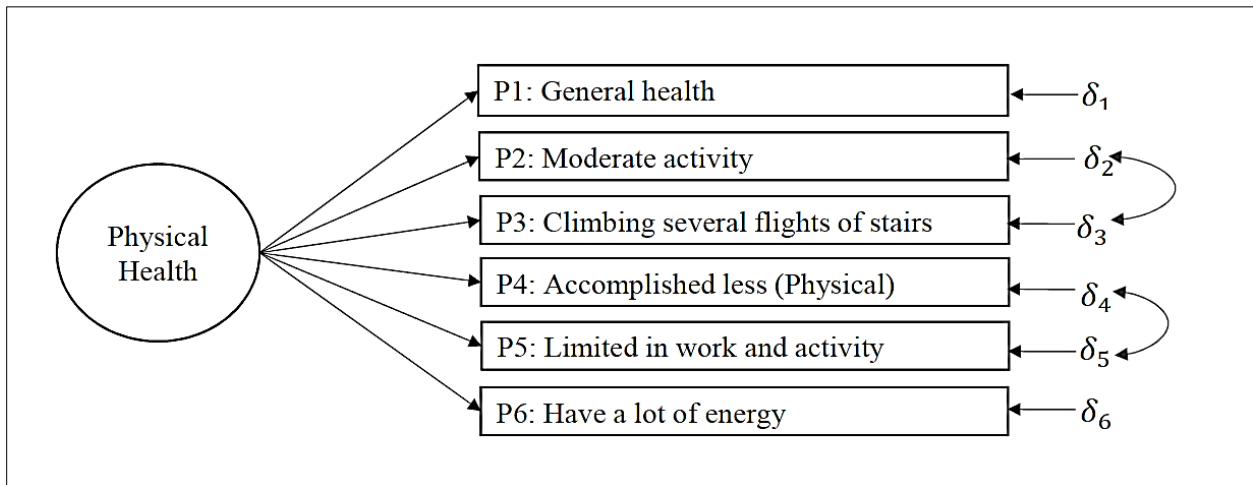 P1: General health
δ1
P2: Moderate activity
δ2
Physical
Health
P3: Climbing several flights of stairs
δ3
P4: Accomplished less (Physical)
δ4
P5: Limited in work and activity
δ5
P6: Have a lot of energy
δ6